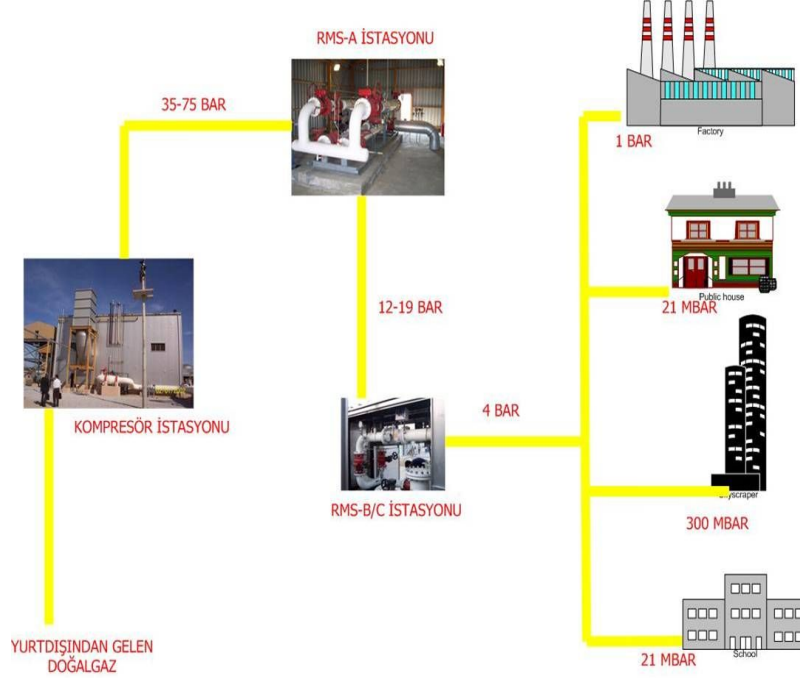 RMS-A İSTASYONU
35-75 BAR
Factory
1 BAR
Public house
21 MBAR
12-19 BAR
4 BAR
KOMPRESÖR İSTASYONU
RMS-B/C İSTASYONU
300 MBAR
YURTDIŞINDAN GELEN
DOĞALGAZ
School
21 MBAR